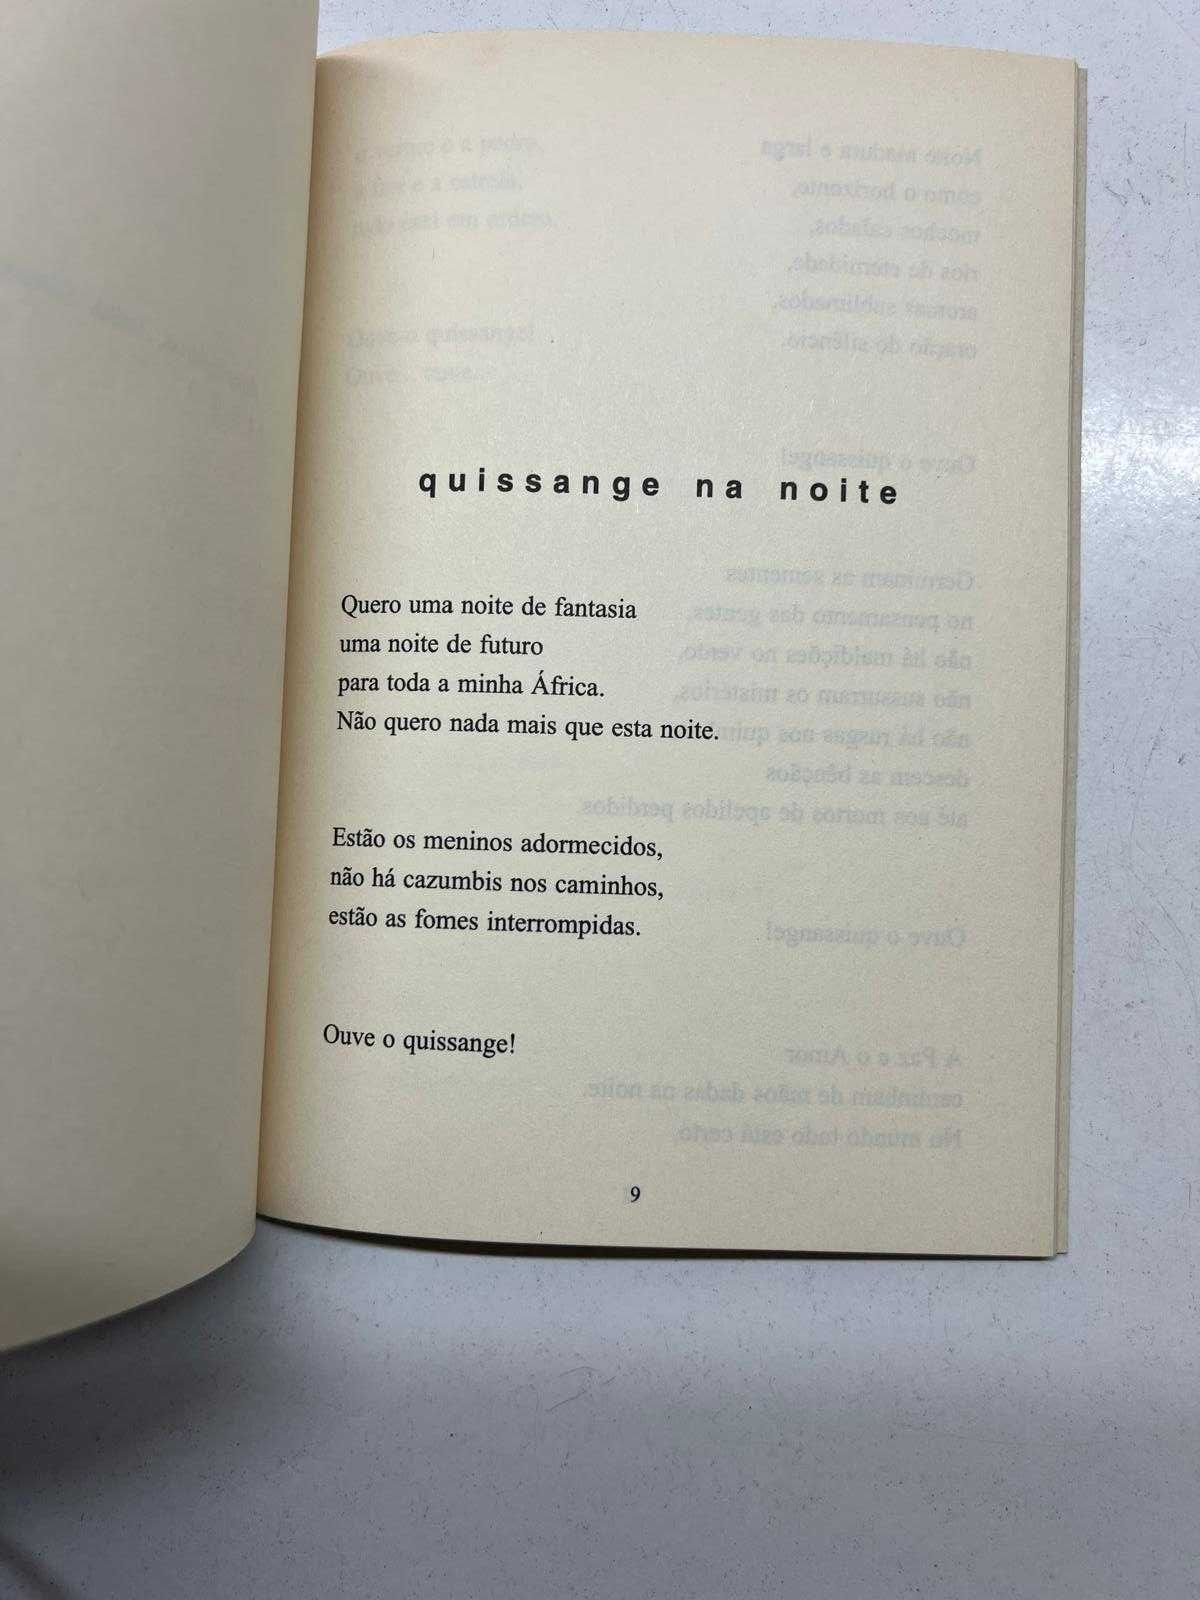 quissange na noite
Quero uma noite de fantasia
uma noite de futuro
para toda a minha África.
Não quero nada mais que esta noite.
Estão os meninos adormecidos,
não há cazumbis nos caminhos,
estão as fomes interrompidas.
Ouve o quissange!
9